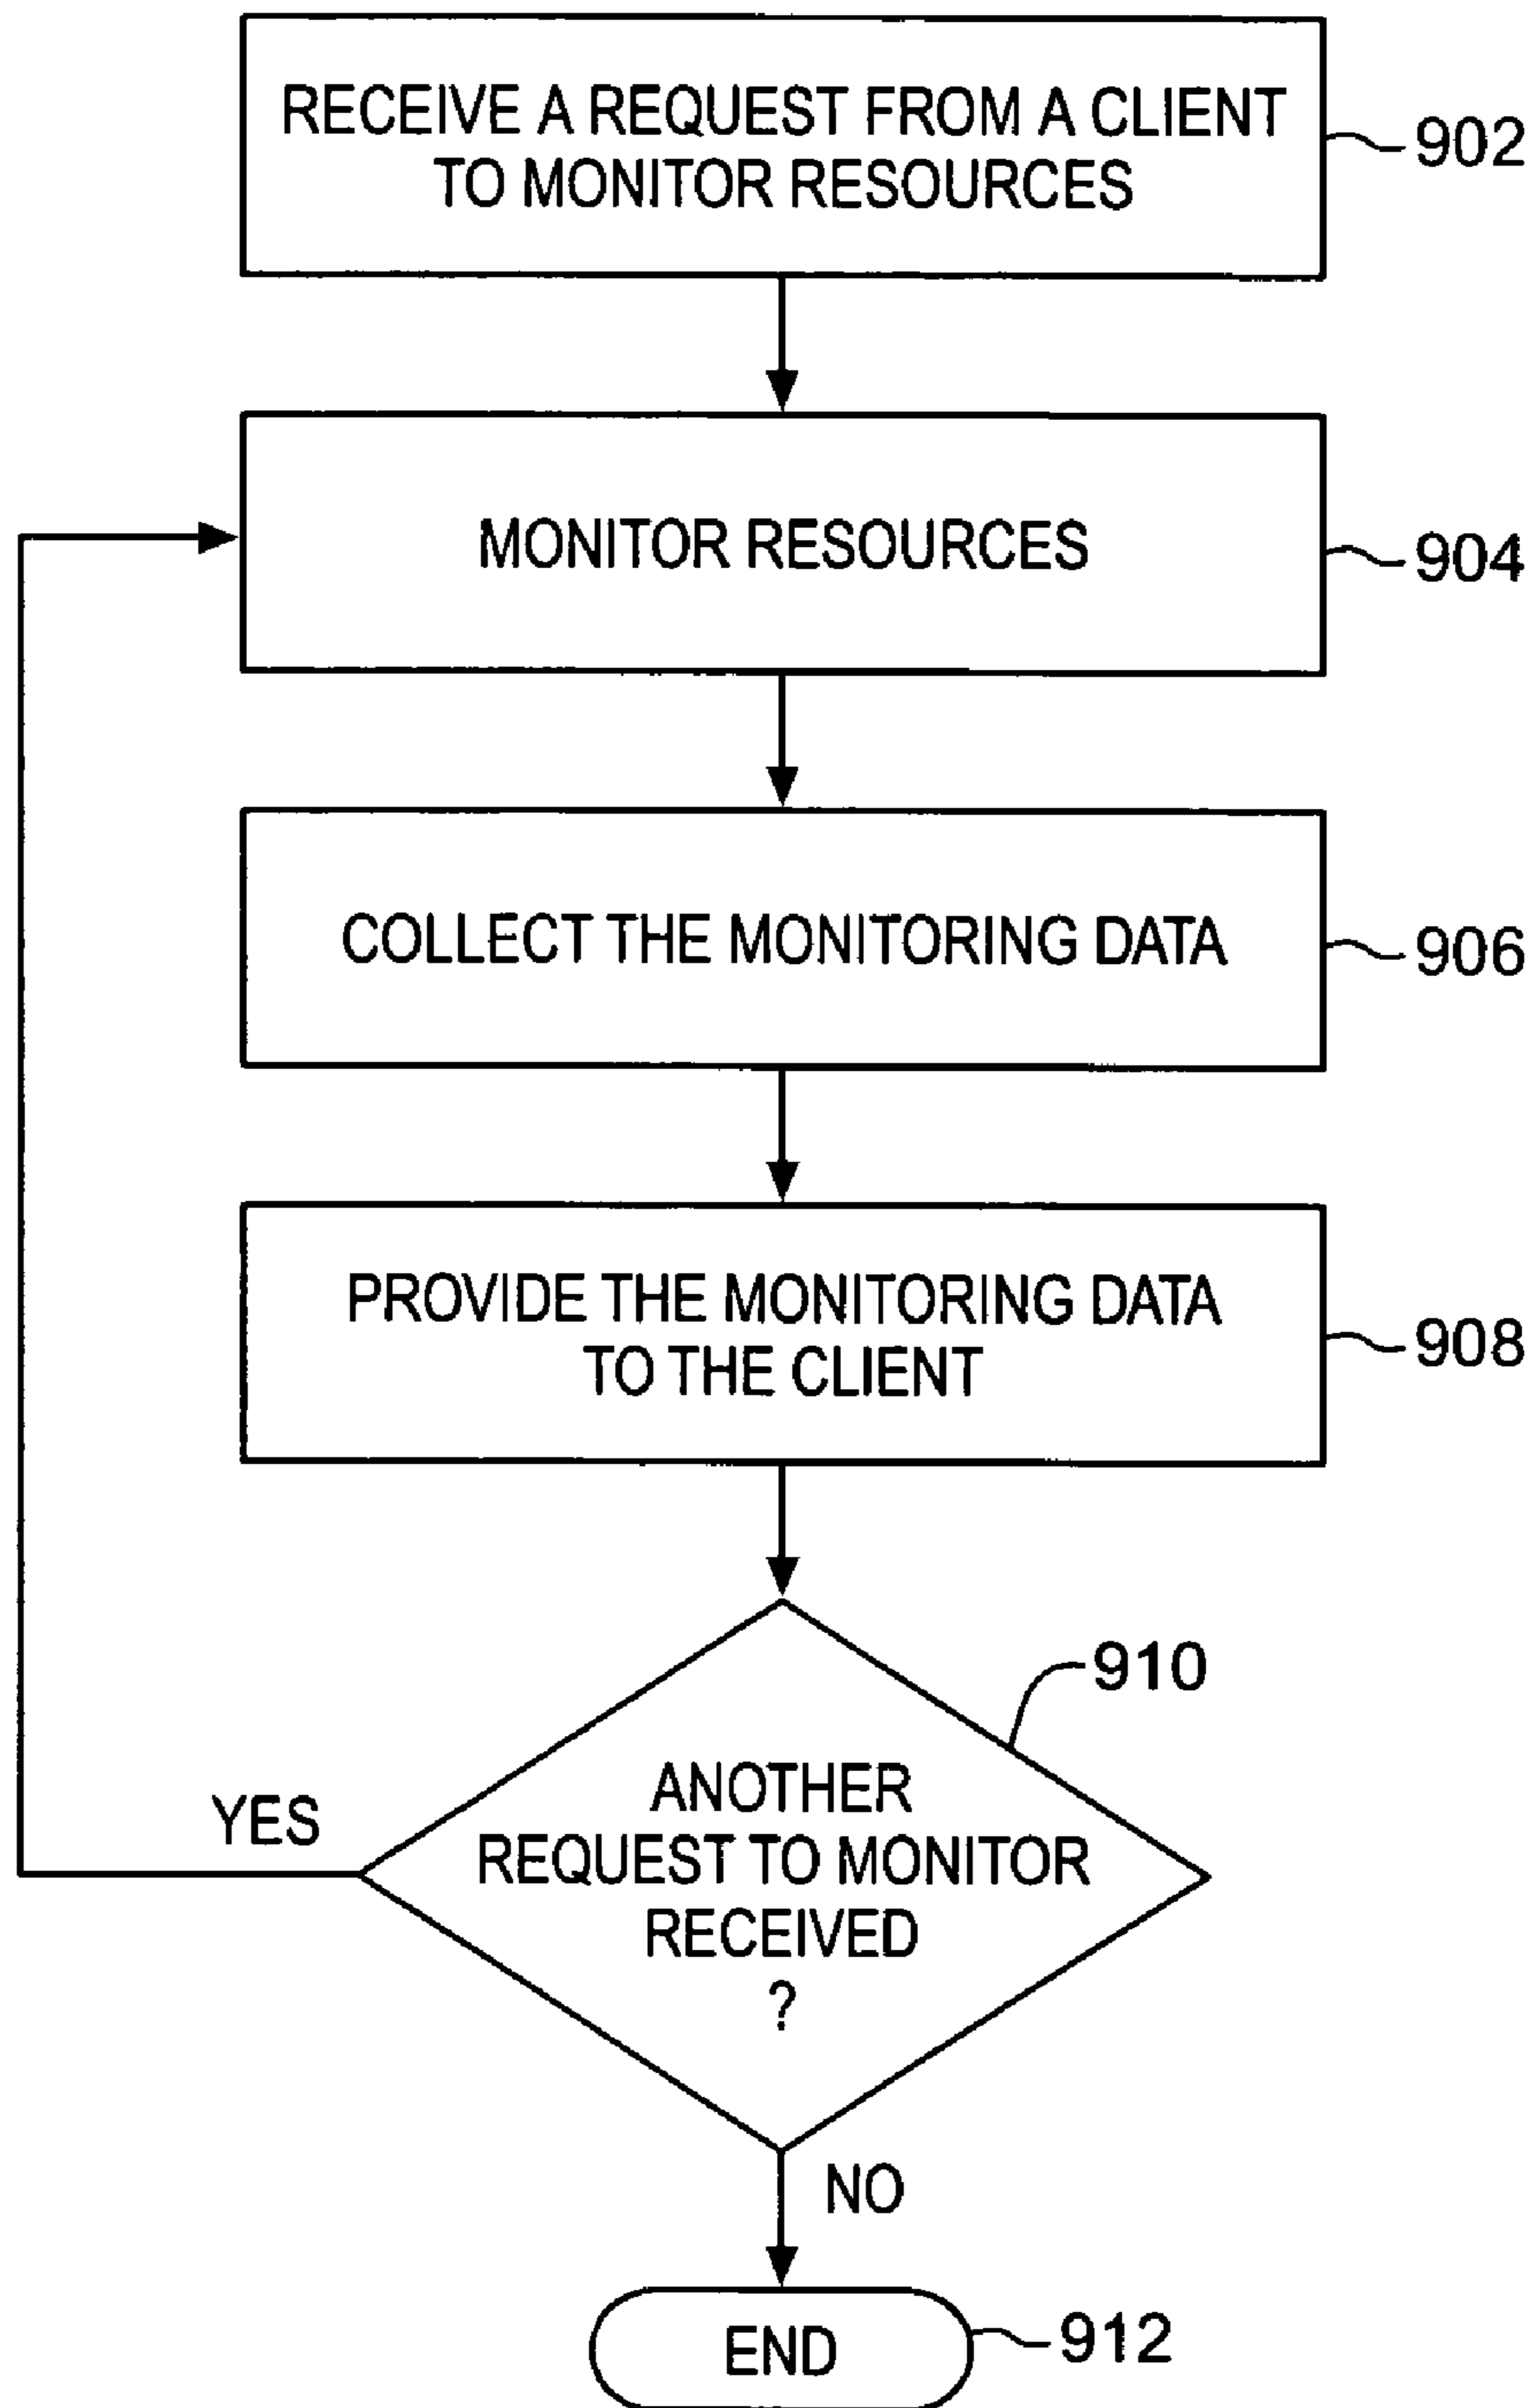 RECEIVE A REQUEST FROM A CLIENT
TO MONITOR RESOURCES
902
MONITOR RESOURCES
904
COLLECT THE MONITORING DATA
906
PROVIDE THE MONITORING DATA
TO THE CLIENT
908
910
ANOTHER
REQUEST TO MONITOR
RECEIVED
?
YES
NO
END
912